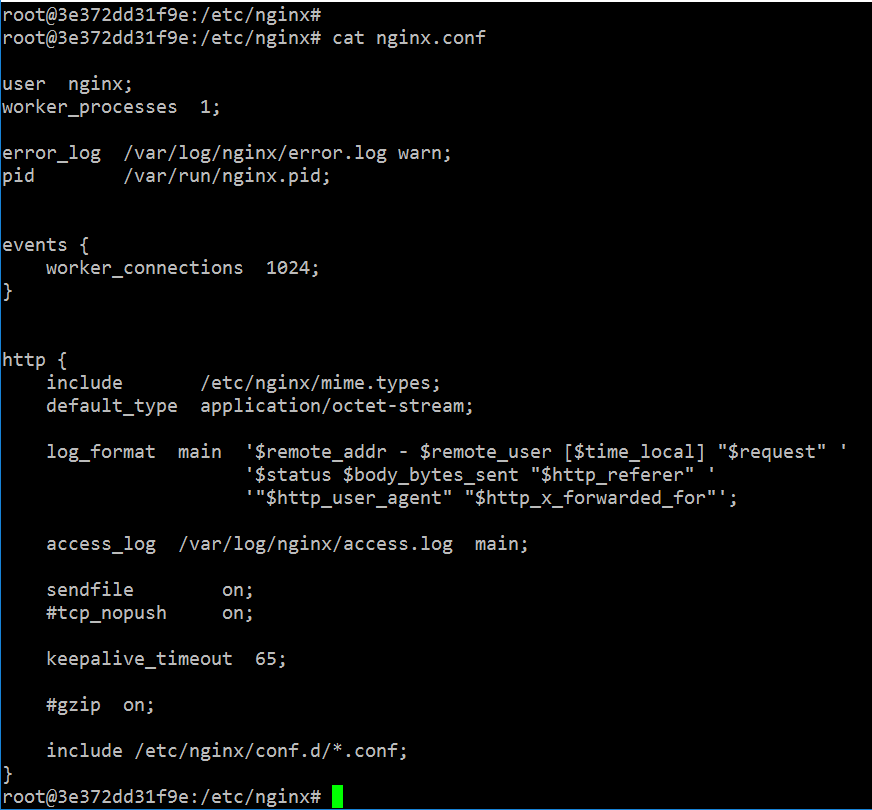 root@3e372dd31f9e:/etc/nginx#
root@3e372dd31f9e:/etc/nginx# cat nginx.conf

user  nginx;
worker_processes  1;

error_log  /var/log/nginx/error.log warn;
pid        /var/run/nginx.pid;


events {
    worker_connections  1024;
}


http {
    include       /etc/nginx/mime.types;
    default_type  application/octet-stream;

    log_format  main  '$remote_addr - $remote_user [$time_local] "$request" '
                      '$status $body_bytes_sent "$http_referer" '
                      '"$http_user_agent" "$http_x_forwarded_for"';

    access_log  /var/log/nginx/access.log  main;

    sendfile        on;
    #tcp_nopush     on;

    keepalive_timeout  65;

    #gzip  on;

    include /etc/nginx/conf.d/*.conf;
}
root@3e372dd31f9e:/etc/nginx#